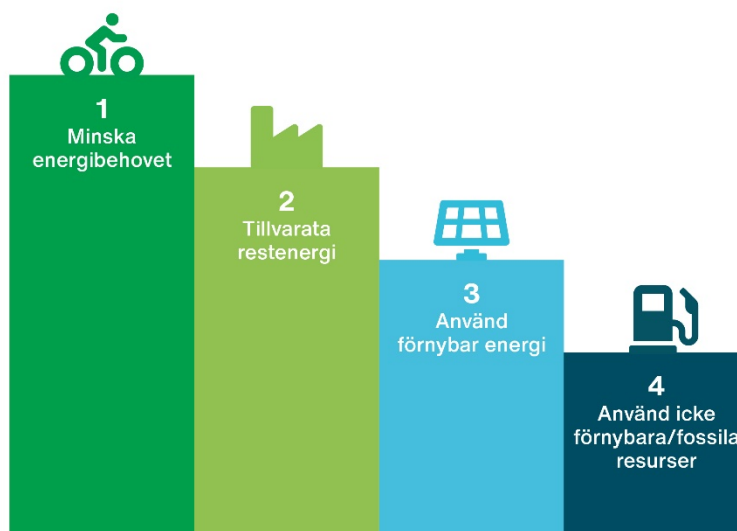 1
Minska
energibehovet
2
Tillvarata
restenergi
3
Använd
förnybar energi
4
Använd icke
förnybara/fossila
resurser